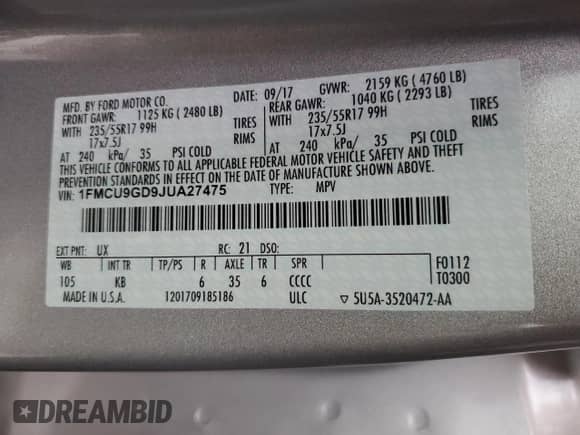 MFD. BY FORD MOTOR CO.
DATE: 09/17 GVWR: 2159 KG (4760 LB)
FRONT GAWR: 1125 KG (2480 LB) REAR GAWR: 1040 KG (2293 LB)
WITH 235/55R17 99H TIRES WITH 235/55R17 99H TIRES
17x7.5J RIMS 17x7.5J RIMS
AT 240 kPa/ 35 PSI COLD AT 240 kPa/ 35 PSI COLD
THIS VEHICLE CONFORMS TO ALL APPLICABLE FEDERAL MOTOR VEHICLE SAFETY AND THEFT
PREVENTION STANDARDS IN EFFECT ON THE DATE OF MANUFACTURE SHOWN ABOVE.
VIN: 1FMCU9GD9JUA27475 TYPE: MPV
EXT PNT: UX RC: 21 DSO: F0112
WB INT TR TP/PS R AXLE TR SPR T0300
105 KB 6 35 6 CCCC
MADE IN U.S.A. 1201709185186 ULC ▽ 5U5A-3520472-AA
DREAMBID